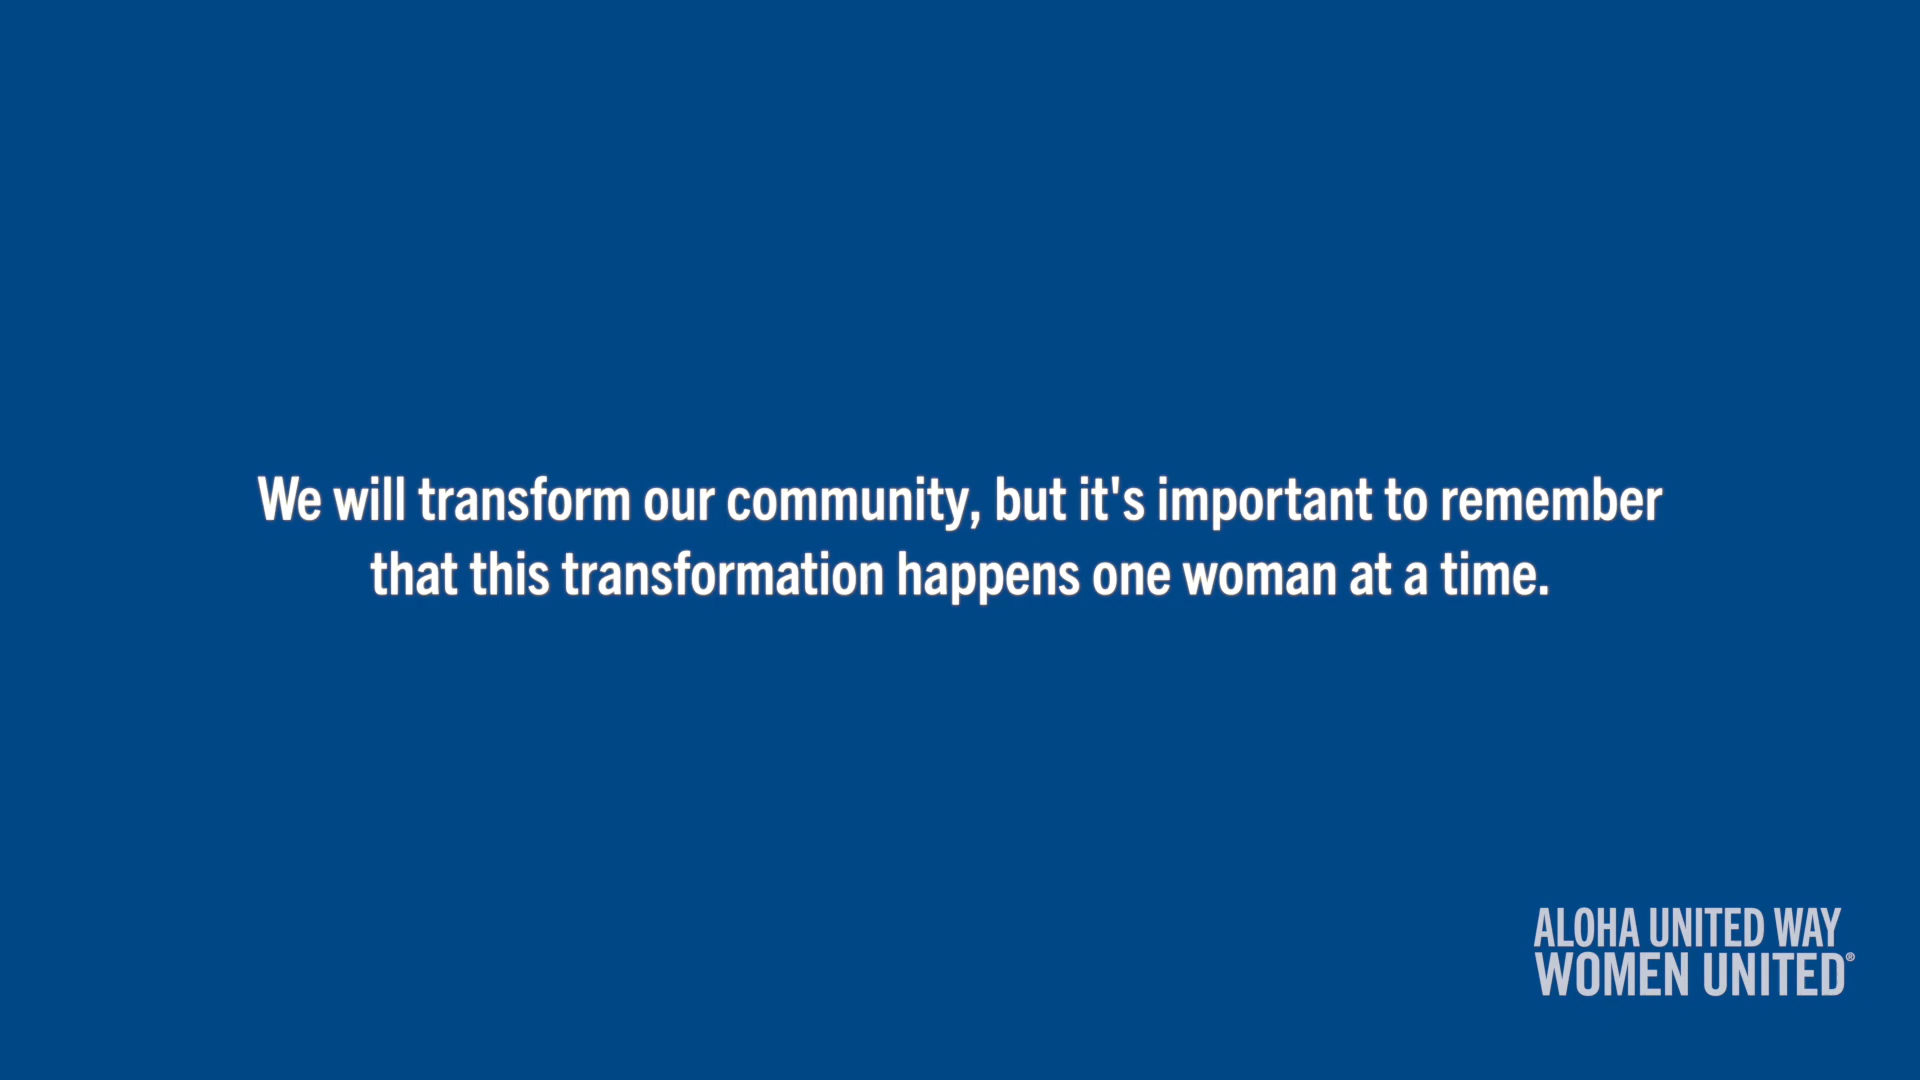 We will transform our community, but it's important to remember
that this transformation happens one woman at a time.
ALOHA UNITED WAY
WOMEN UNITED®